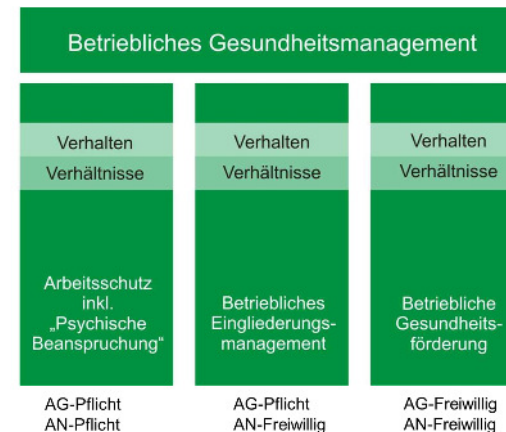 Betriebliches Gesundheitsmanagement
Verhalten
Verhältnisse
Arbeitsschutz
inkl.
„Psychische
Beanspruchung“
AG-Pflicht
AN-Pflicht
Verhalten
Verhältnisse
Betriebliches
Eingliederungs-
management
AG-Pflicht
AN-Freiwillig
Verhalten
Verhältnisse
Betriebliche
Gesundheits-
förderung
AG-Freiwillig
AN-Freiwillig